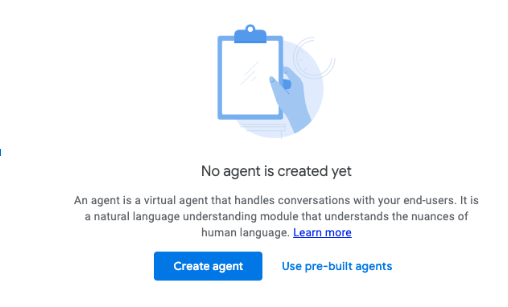 No agent is created yet
An agent is a virtual agent that handles conversations with your end-users. It is
a natural language understanding module that understands the nuances of
human language. Learn more
Create agent Use pre-built agents